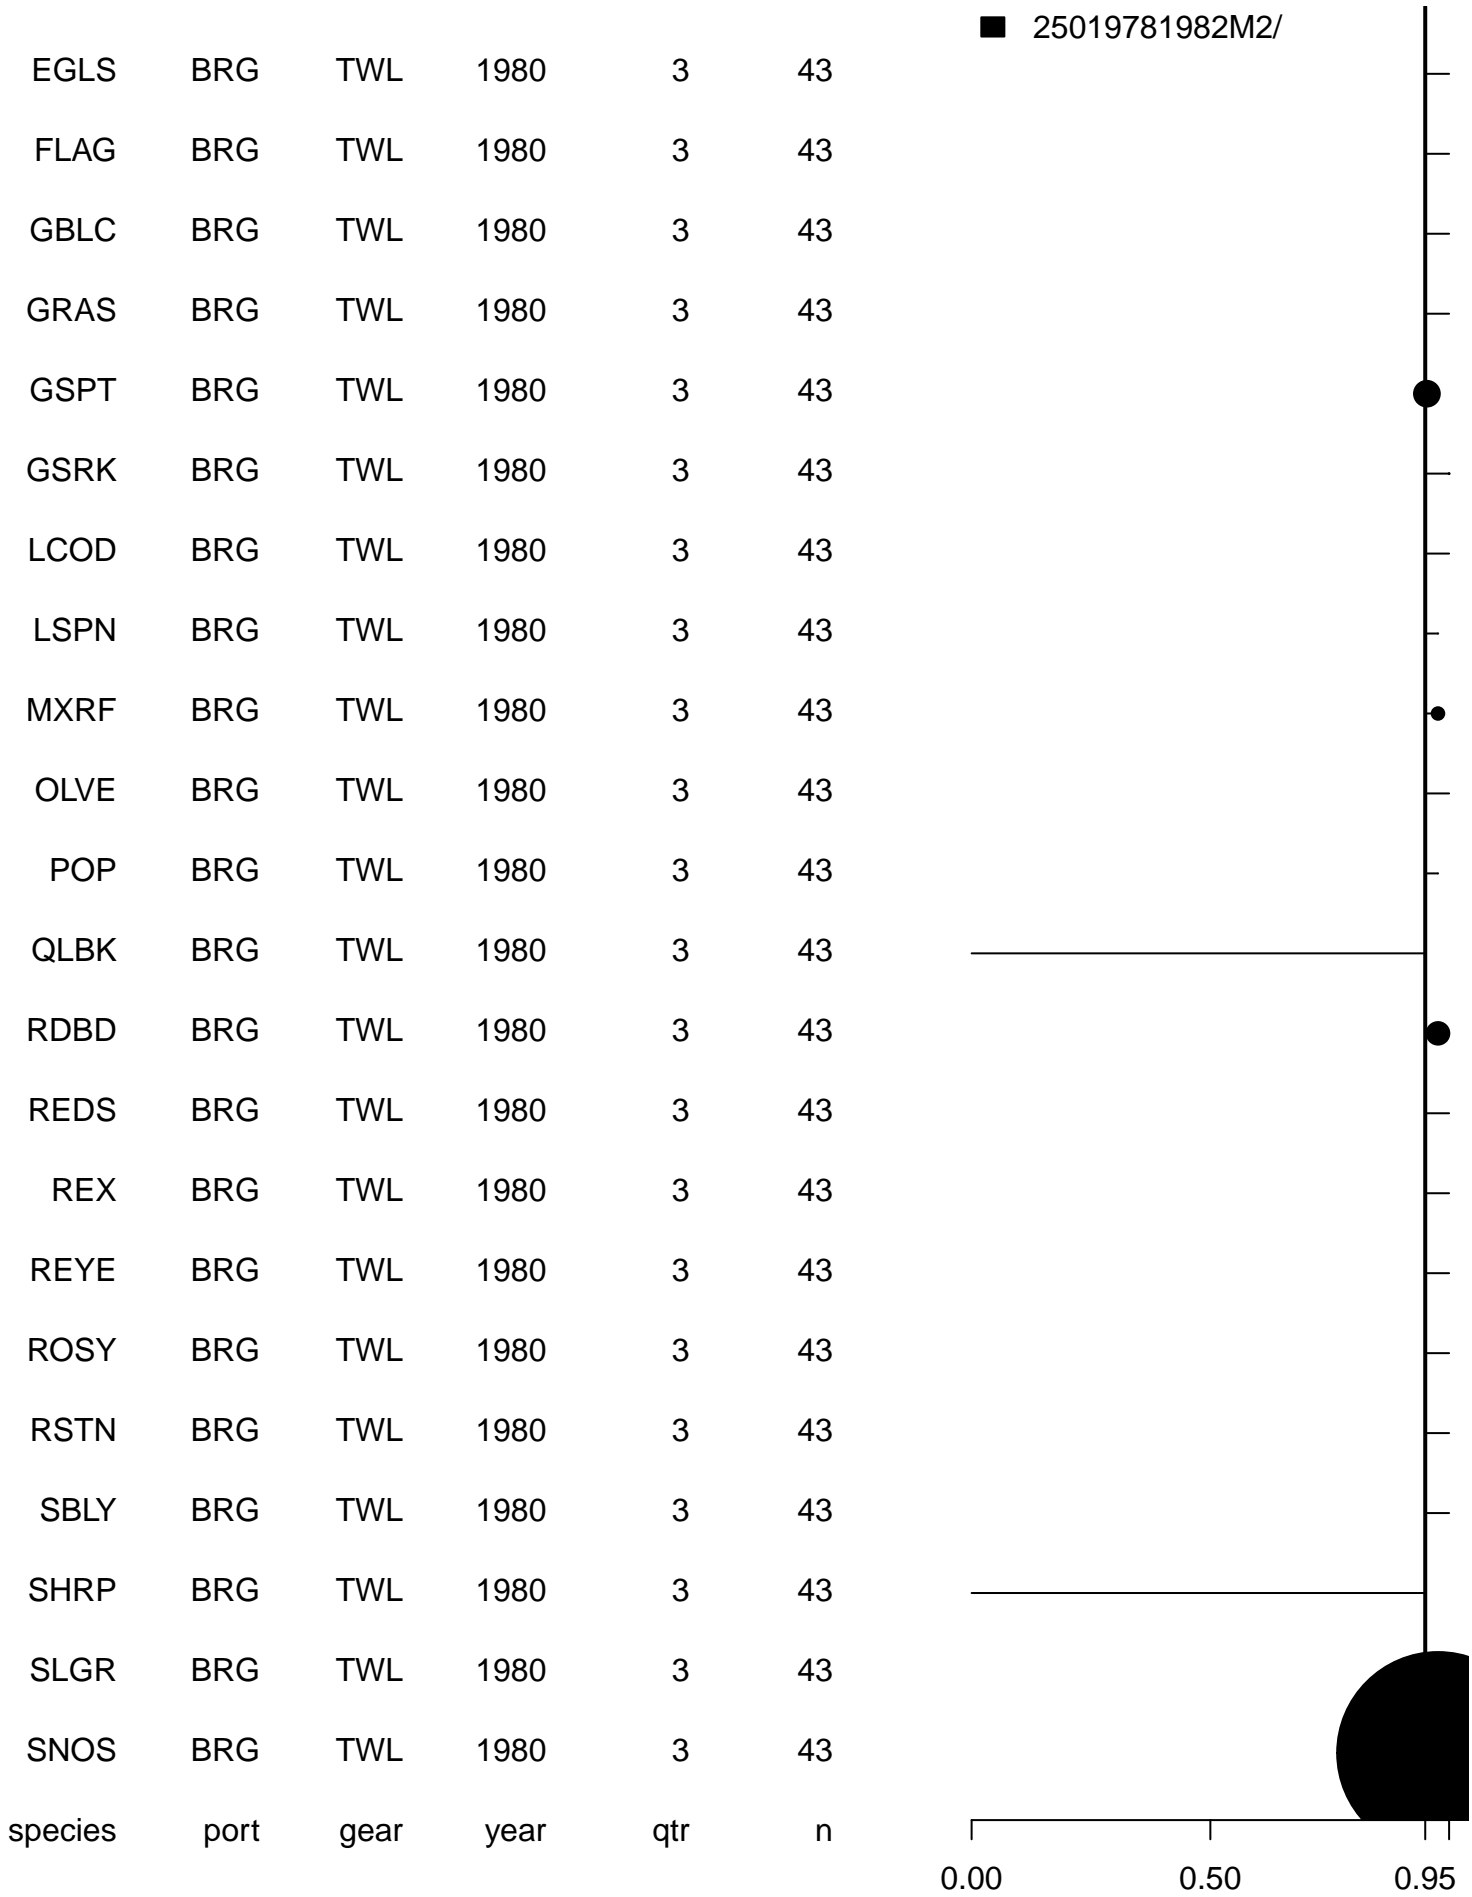 25019781982M2/
EGLS BRG TWL 1980 3 43
FLAG BRG TWL 1980 3 43
GBLC BRG TWL 1980 3 43
GRAS BRG TWL 1980 3 43
GSPT BRG TWL 1980 3 43
GSRK BRG TWL 1980 3 43
LCOD BRG TWL 1980 3 43
LSPN BRG TWL 1980 3 43
MXRF BRG TWL 1980 3 43
OLVE BRG TWL 1980 3 43
POP BRG TWL 1980 3 43
QLBK BRG TWL 1980 3 43
RDBD BRG TWL 1980 3 43
REDS BRG TWL 1980 3 43
REX BRG TWL 1980 3 43
REYE BRG TWL 1980 3 43
ROSY BRG TWL 1980 3 43
RSTN BRG TWL 1980 3 43
SBLY BRG TWL 1980 3 43
SHRP BRG TWL 1980 3 43
SLGR BRG TWL 1980 3 43
SNOS BRG TWL 1980 3 43
species port gear year qtr n
0.00 0.50 0.95